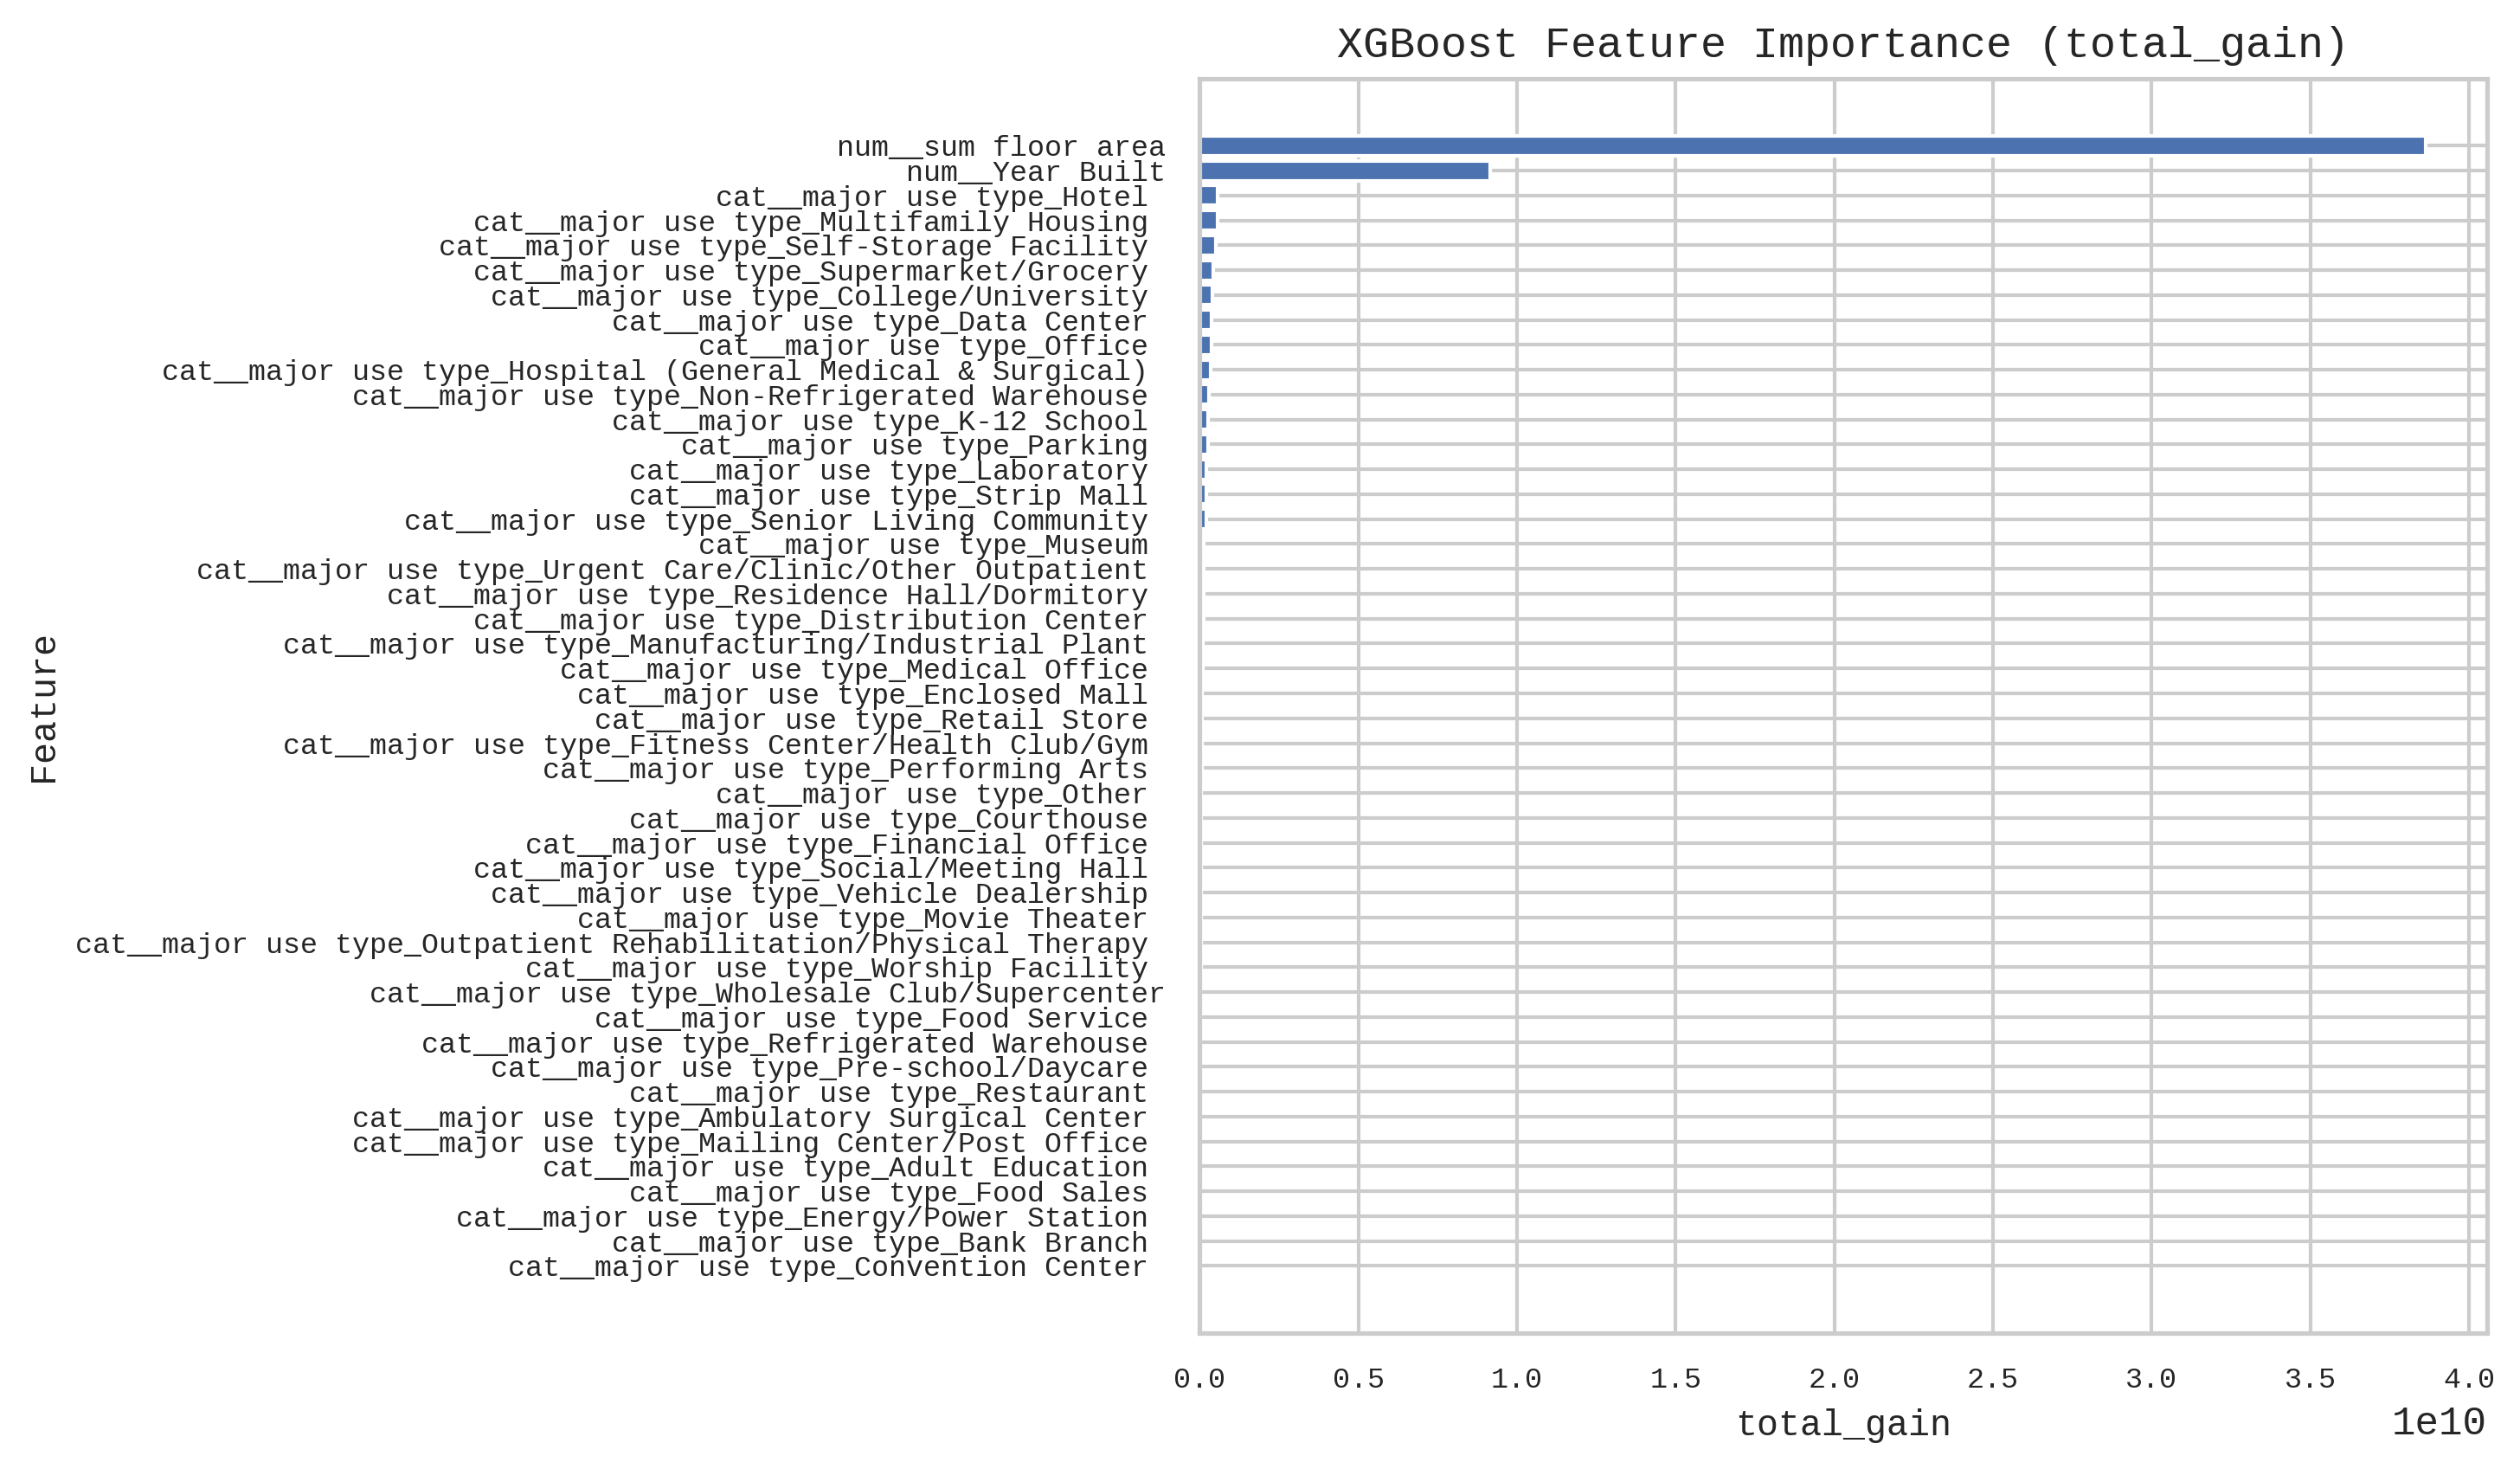 XGBoost Feature Importance (total_gain)
num__sum floor area
num__Year Built
cat__major use type_Hotel
cat__major use type_Multifamily Housing
cat__major use type_Self-Storage Facility
cat__major use type_Supermarket/Grocery
cat__major use type_College/University
cat__major use type_Data Center
cat__major use type_Office
cat__major use type_Hospital (General Medical & Surgical)
cat__major use type_Non-Refrigerated Warehouse
cat__major use type_K-12 School
cat__major use type_Parking
cat__major use type_Laboratory
cat__major use type_Strip Mall
cat__major use type_Senior Living Community
cat__major use type_Museum
cat__major use type_Urgent Care/Clinic/Other Outpatient
cat__major use type_Residence Hall/Dormitory
cat__major use type_Distribution Center
cat__major use type_Manufacturing/Industrial Plant
cat__major use type_Medical Office
cat__major use type_Enclosed Mall
cat__major use type_Retail Store
cat__major use type_Fitness Center/Health Club/Gym
cat__major use type_Performing Arts
cat__major use type_Other
cat__major use type_Courthouse
cat__major use type_Financial Office
cat__major use type_Social/Meeting Hall
cat__major use type_Vehicle Dealership
cat__major use type_Movie Theater
cat__major use type_Outpatient Rehabilitation/Physical Therapy
cat__major use type_Worship Facility
cat__major use type_Wholesale Club/Supercenter
cat__major use type_Food Service
cat__major use type_Refrigerated Warehouse
cat__major use type_Pre-school/Daycare
cat__major use type_Restaurant
cat__major use type_Ambulatory Surgical Center
cat__major use type_Mailing Center/Post Office
cat__major use type_Adult Education
cat__major use type_Food Sales
cat__major use type_Energy/Power Station
cat__major use type_Bank Branch
cat__major use type_Convention Center
Feature
0.0 0.5 1.0 1.5 2.0 2.5 3.0 3.5 4.0
total_gain
1e10